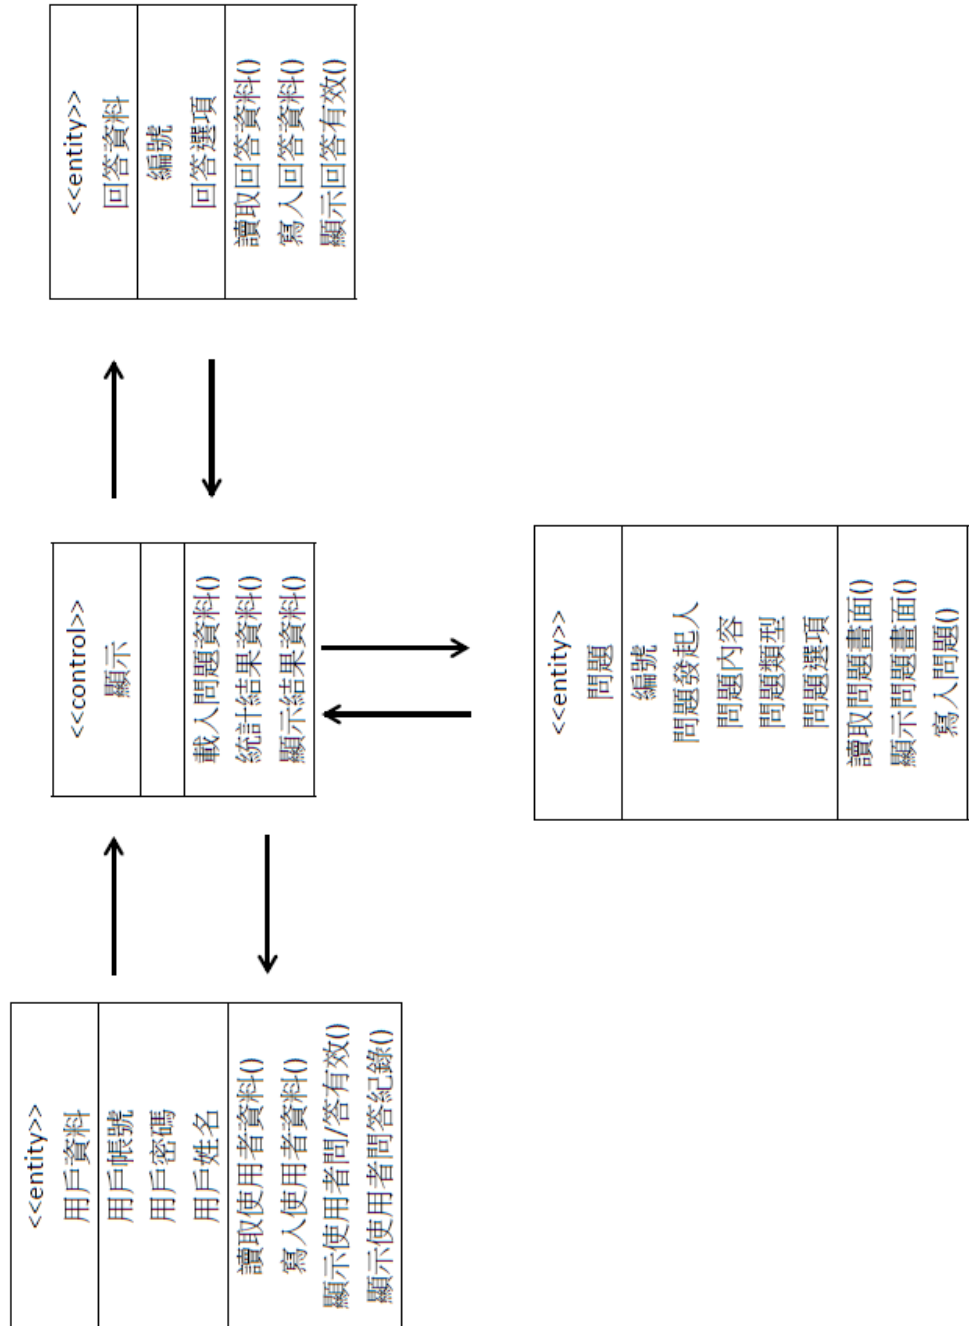 <<entity>>
用戶資料
用戶帳號
用戶密碼
用戶姓名
讀取使用者資料()
寫入使用者資料()
顯示使用者問/答有效()
顯示使用者問答紀錄()
<<control>>
顯示
載入問題資料()
統計結果資料()
顯示結果資料()
<<entity>>
回答資料
編號
回答選項
讀取回答資料()
寫入回答資料()
顯示回答有效()
<<entity>>
問題
編號
問題發起人
問題內容
問題類型
問題選項
讀取問題畫面()
顯示問題畫面()
寫入問題()